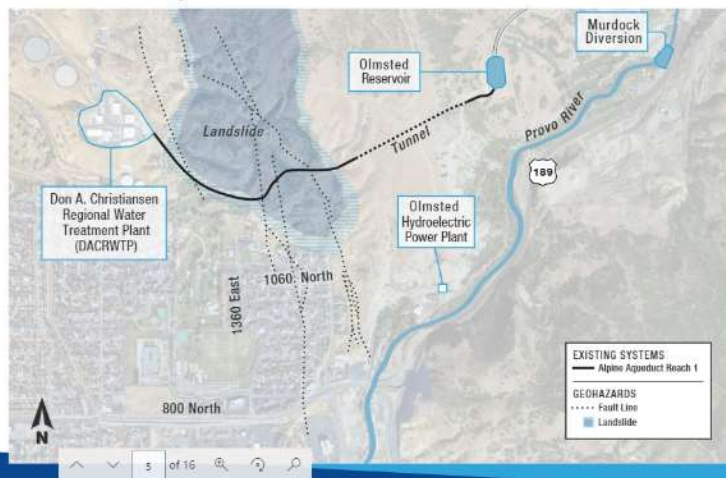 Murdock
Diversion
Olmsted
Reservoir
Landslide
Tunnel
Provo River
189
Don A. Christiansen
Regional Water
Treatment Plant
(DACRWTP)
Olmsted
Hydroelectric
Power Plant
1060 North
1360 East
800 North
N
EXISTING SYSTEMS
Alpine Aqueduct Reach 1
GEOHAZARDS
Fault Line
Landslide
5 of 16